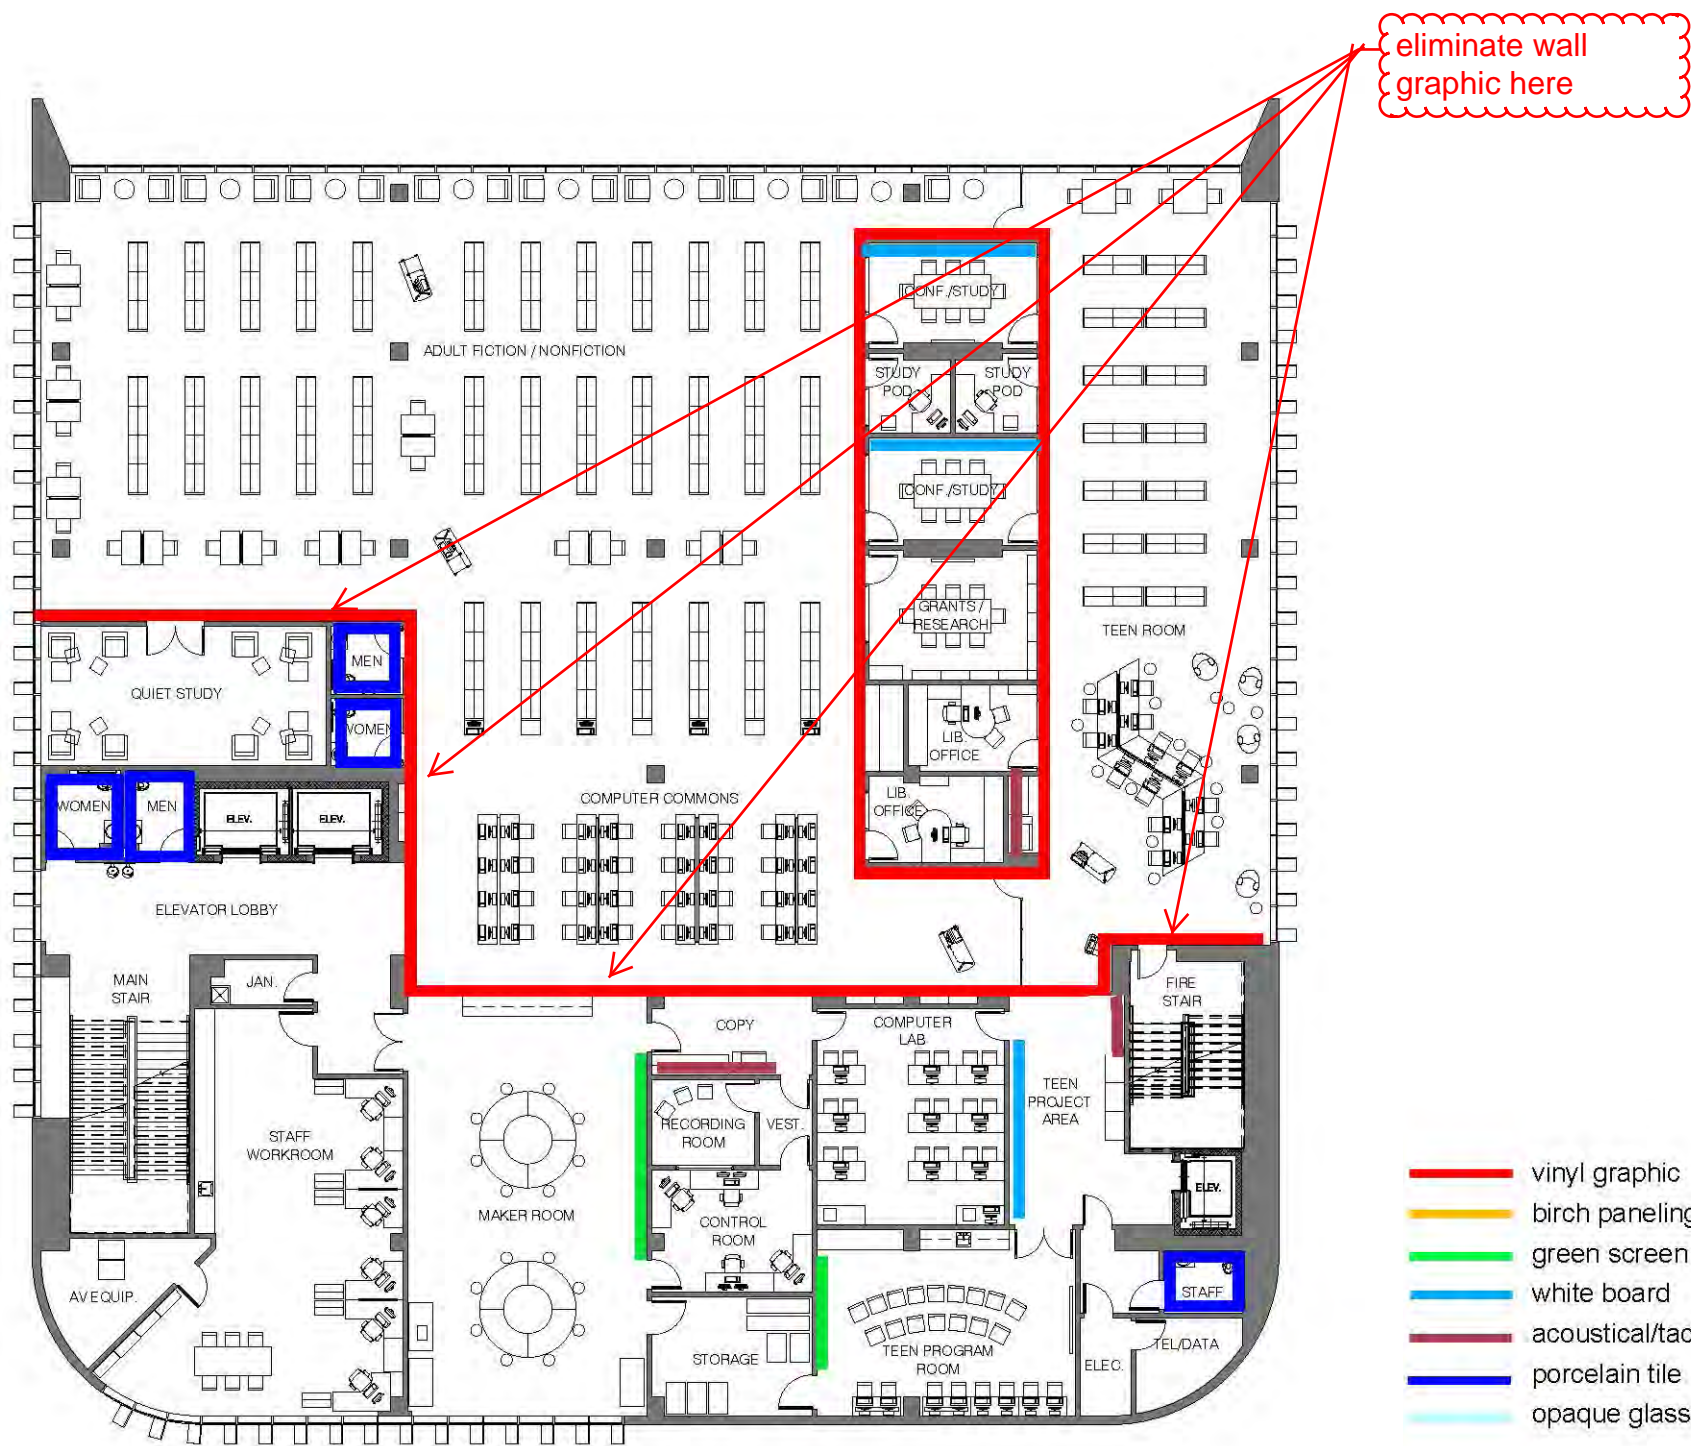 eliminate wall
graphic here
CONF./STUDY
ADULT FICTION / NONFICTION
STUDY
POD
STUDY
POD
CONF./STUDY
GRANTS /
RESEARCH
TEEN ROOM
MEN
QUIET STUDY
WOMEN
LIB.
OFFICE
COMPUTER COMMONS
LIB.
OFFICE
WOMEN
MEN
ELEV.
ELEV.
ELEVATOR LOBBY
MAIN
STAIR
JAN.
FIRE
STAIR
COPY
COMPUTER
LAB
TEEN
PROJECT
AREA
RECORDING
ROOM
VEST.
STAFF
WORKROOM
ELEV.
MAKER ROOM
CONTROL
ROOM
AV EQUIP.
STAFF
STORAGE
TEEN PROGRAM
ROOM
ELEC.
TEL/DATA
vinyl graphic
birch paneling
green screen
white board
acoustical/tac
porcelain tile
opaque glass